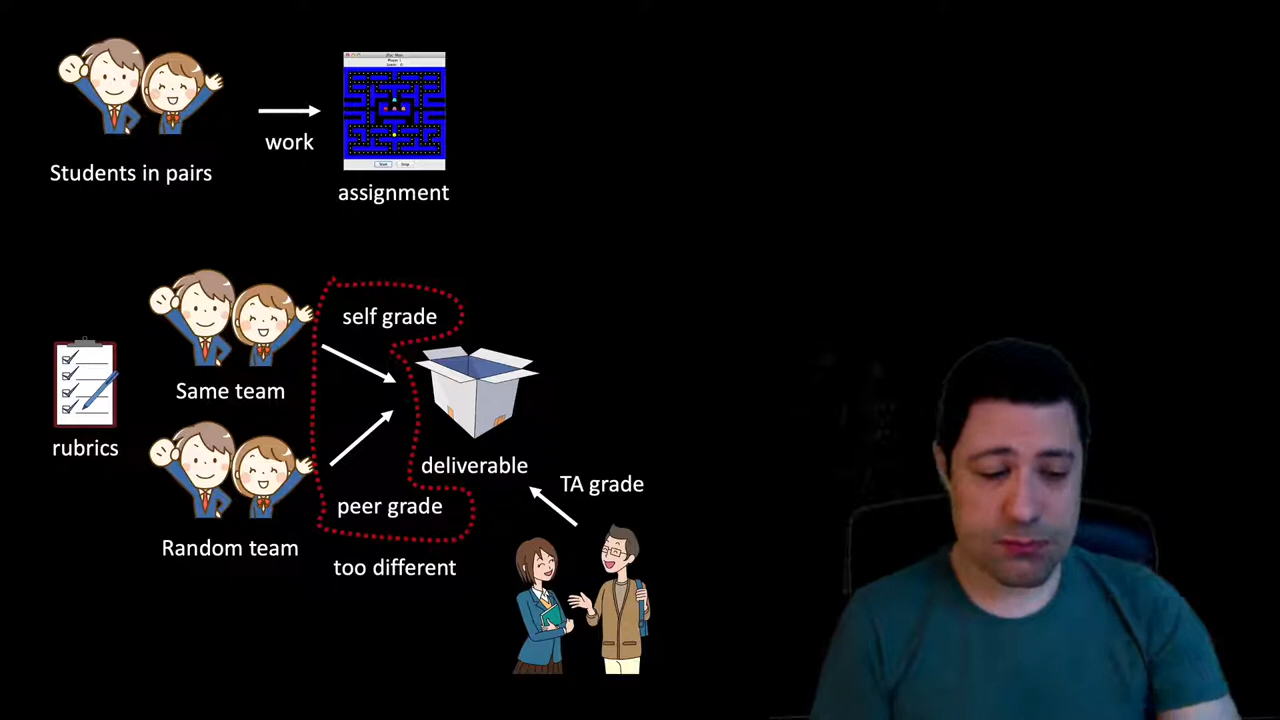 work
Students in pairs
assignment
self grade
Same team
rubrics
deliverable
TA grade
peer grade
Random team
too different